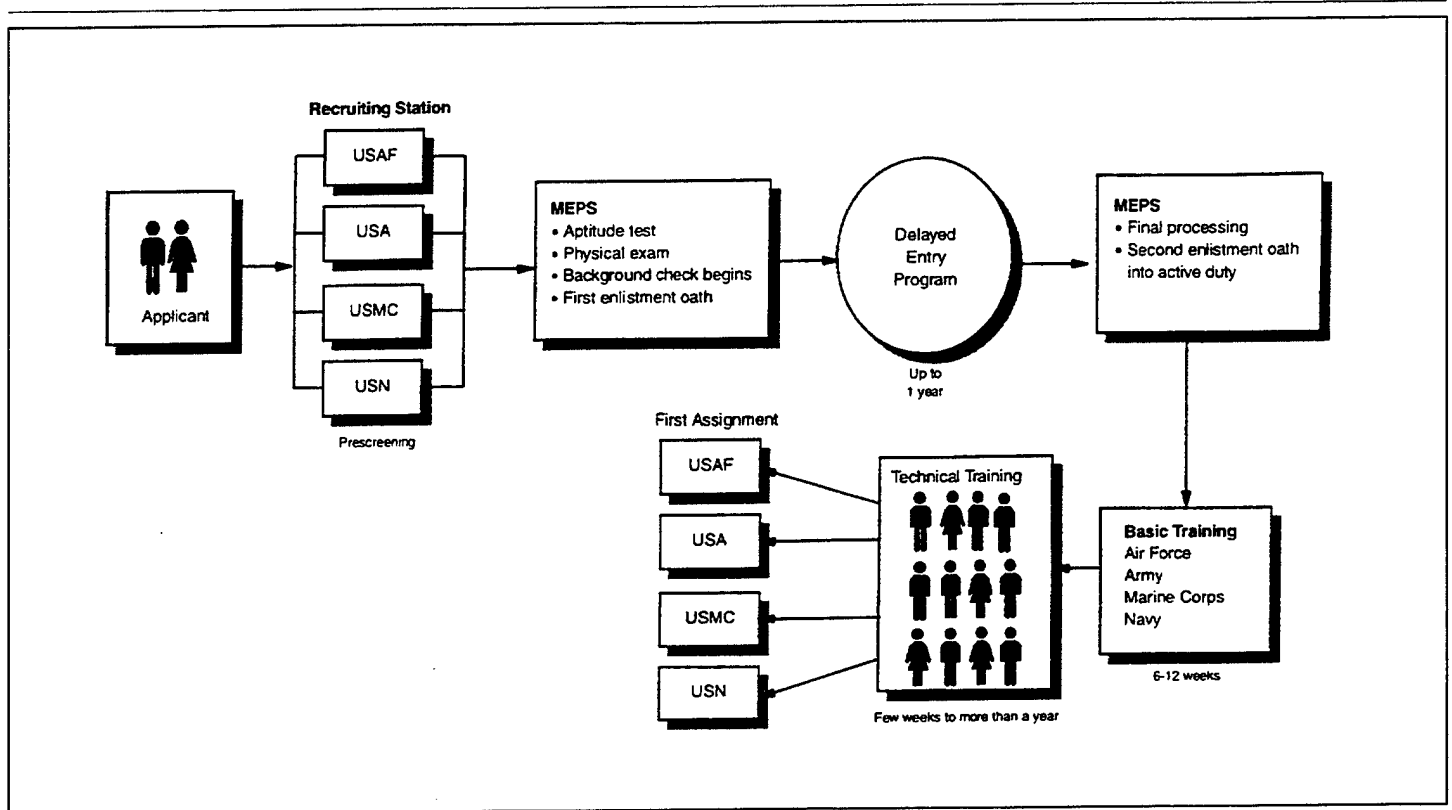 Recruiting Station
USAF
USA
USMC
USN
Prescreening
Applicant
MEPS
• Aptitude test
• Physical exam
• Background check begins
• First enlistment oath
Delayed
Entry
Program
Up to
1 year
MEPS
• Final processing
• Second enlistment oath
into active duty
Basic Training
Air Force
Army
Marine Corps
Navy
6-12 weeks
Technical Training
Few weeks to more than a year
First Assignment
USAF
USA
USMC
USN